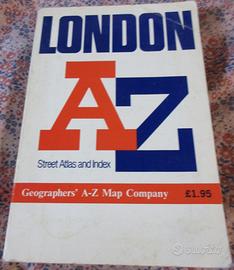 LONDON
AZ
Street Atlas and Index
Geographers' A-Z Map Company £1.95